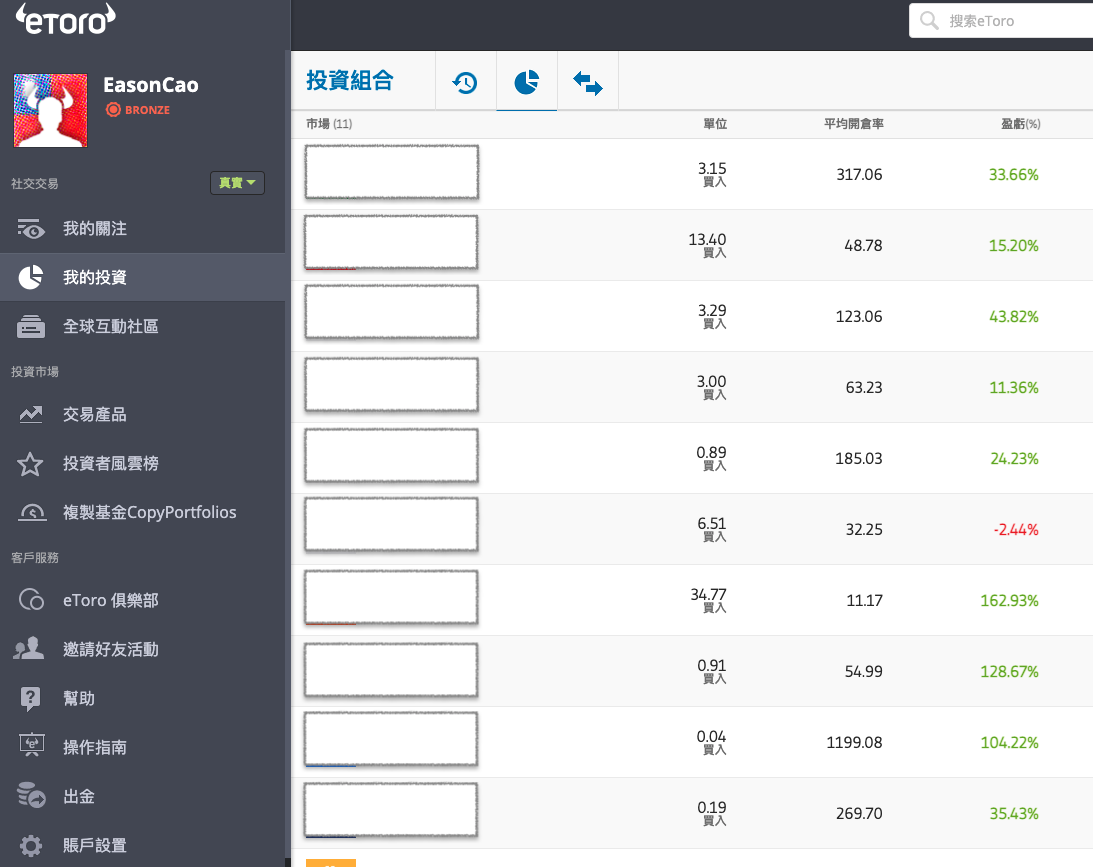 eTORO
搜索eToro
EasonCao
BRONZE
社交交易
真實
我的關注
我的投資
全球互動社區
投資市場
交易產品
投資者風雲榜
複製基金CopyPortfolios
客戶服務
eToro 俱樂部
邀請好友活動
幫助
操作指南
出金
賬戶設置
投資組合
市場 (11) 單位 平均開倉率 盈虧(%)
3.15 317.06 33.66%
買入
13.40 48.78 15.20%
買入
3.29 123.06 43.82%
買入
3.00 63.23 11.36%
買入
0.89 185.03 24.23%
買入
6.51 32.25 -2.44%
買入
34.77 11.17 162.93%
買入
0.91 54.99 128.67%
買入
0.04 1199.08 104.22%
買入
0.19 269.70 35.43%
買入